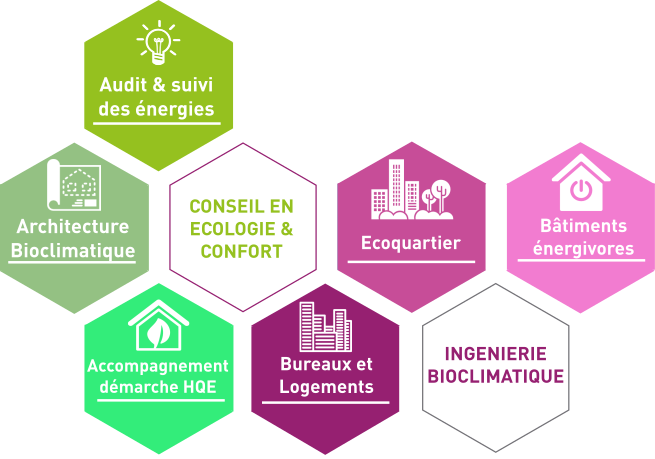 Audit & suivi
des énergies
Architecture
Bioclimatique
CONSEIL EN
ECOLOGIE &
CONFORT
Ecoquartier
Bâtiments
énergivores
Accompagnement
démarche HQE
Bureaux et
Logements
INGENIERIE
BIOCLIMATIQUE